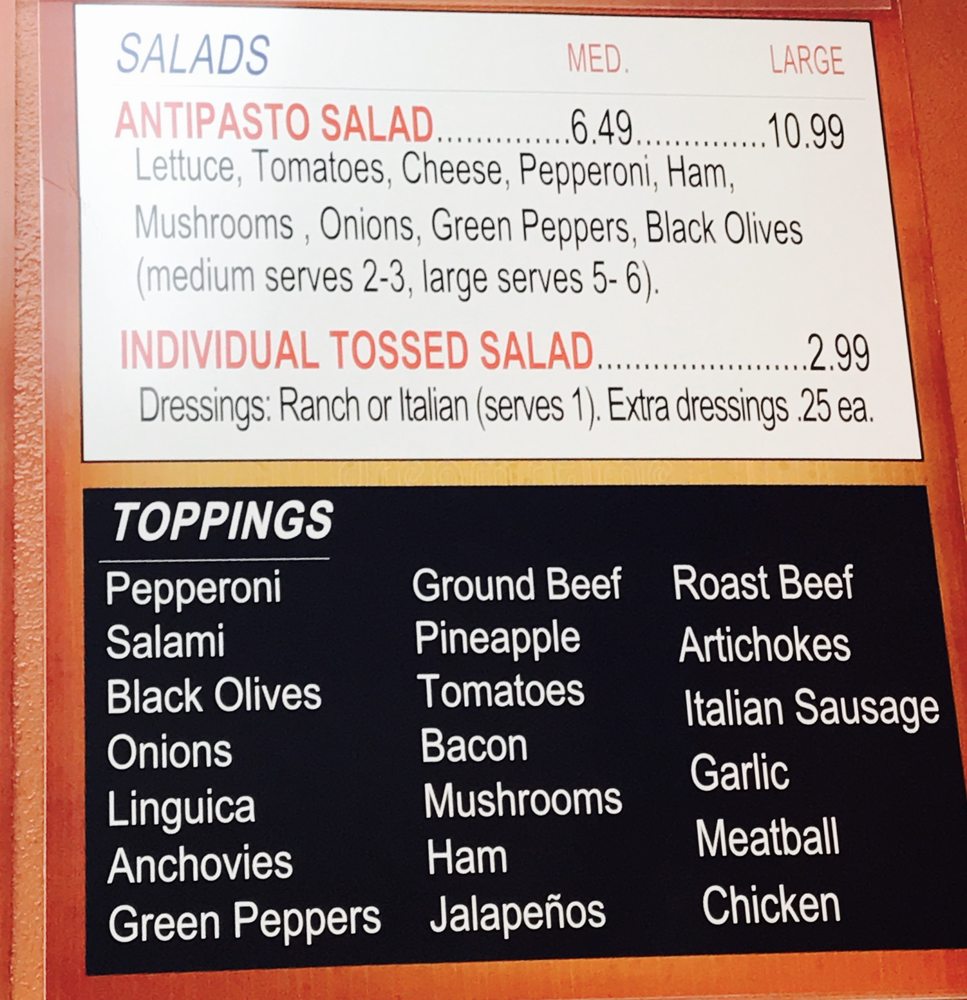 SALADS MED. LARGE
ANTIPASTO SALAD..............6.49..............10.99
Lettuce, Tomatoes, Cheese, Pepperoni, Ham,
Mushrooms , Onions, Green Peppers, Black Olives
(medium serves 2-3, large serves 5- 6).
INDIVIDUAL TOSSED SALAD.......................2.99
Dressings: Ranch or Italian (serves 1). Extra dressings .25 ea.
TOPPINGS
Pepperoni
Salami
Black Olives
Onions
Linguica
Anchovies
Green Peppers
Ground Beef
Pineapple
Tomatoes
Bacon
Mushrooms
Ham
Jalapeños
Roast Beef
Artichokes
Italian Sausage
Garlic
Meatball
Chicken